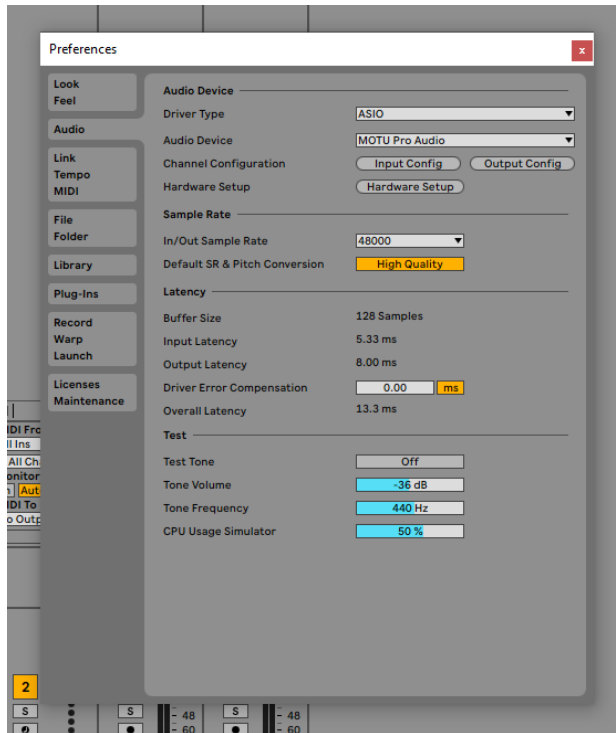 Preferences
x
Look
Feel
Audio
Link
Tempo
MIDI
File
Folder
Library
Plug-Ins
Record
Warp
Launch
Licenses
Maintenance
Audio Device
Driver Type ASIO
Audio Device MOTU Pro Audio
Channel Configuration Input Config Output Config
Hardware Setup Hardware Setup
Sample Rate
In/Out Sample Rate 48000
Default SR & Pitch Conversion High Quality
Latency
Buffer Size 128 Samples
Input Latency 5.33 ms
Output Latency 8.00 ms
Driver Error Compensation 0.00 ms
Overall Latency 13.3 ms
Test
Test Tone Off
Tone Volume -36 dB
Tone Frequency 440 Hz
CPU Usage Simulator 50 %
IDI Fro
ll Ins
All Ch
onitor
Aut
IDI To
o Outp
2
S S 48 S 48
60 60